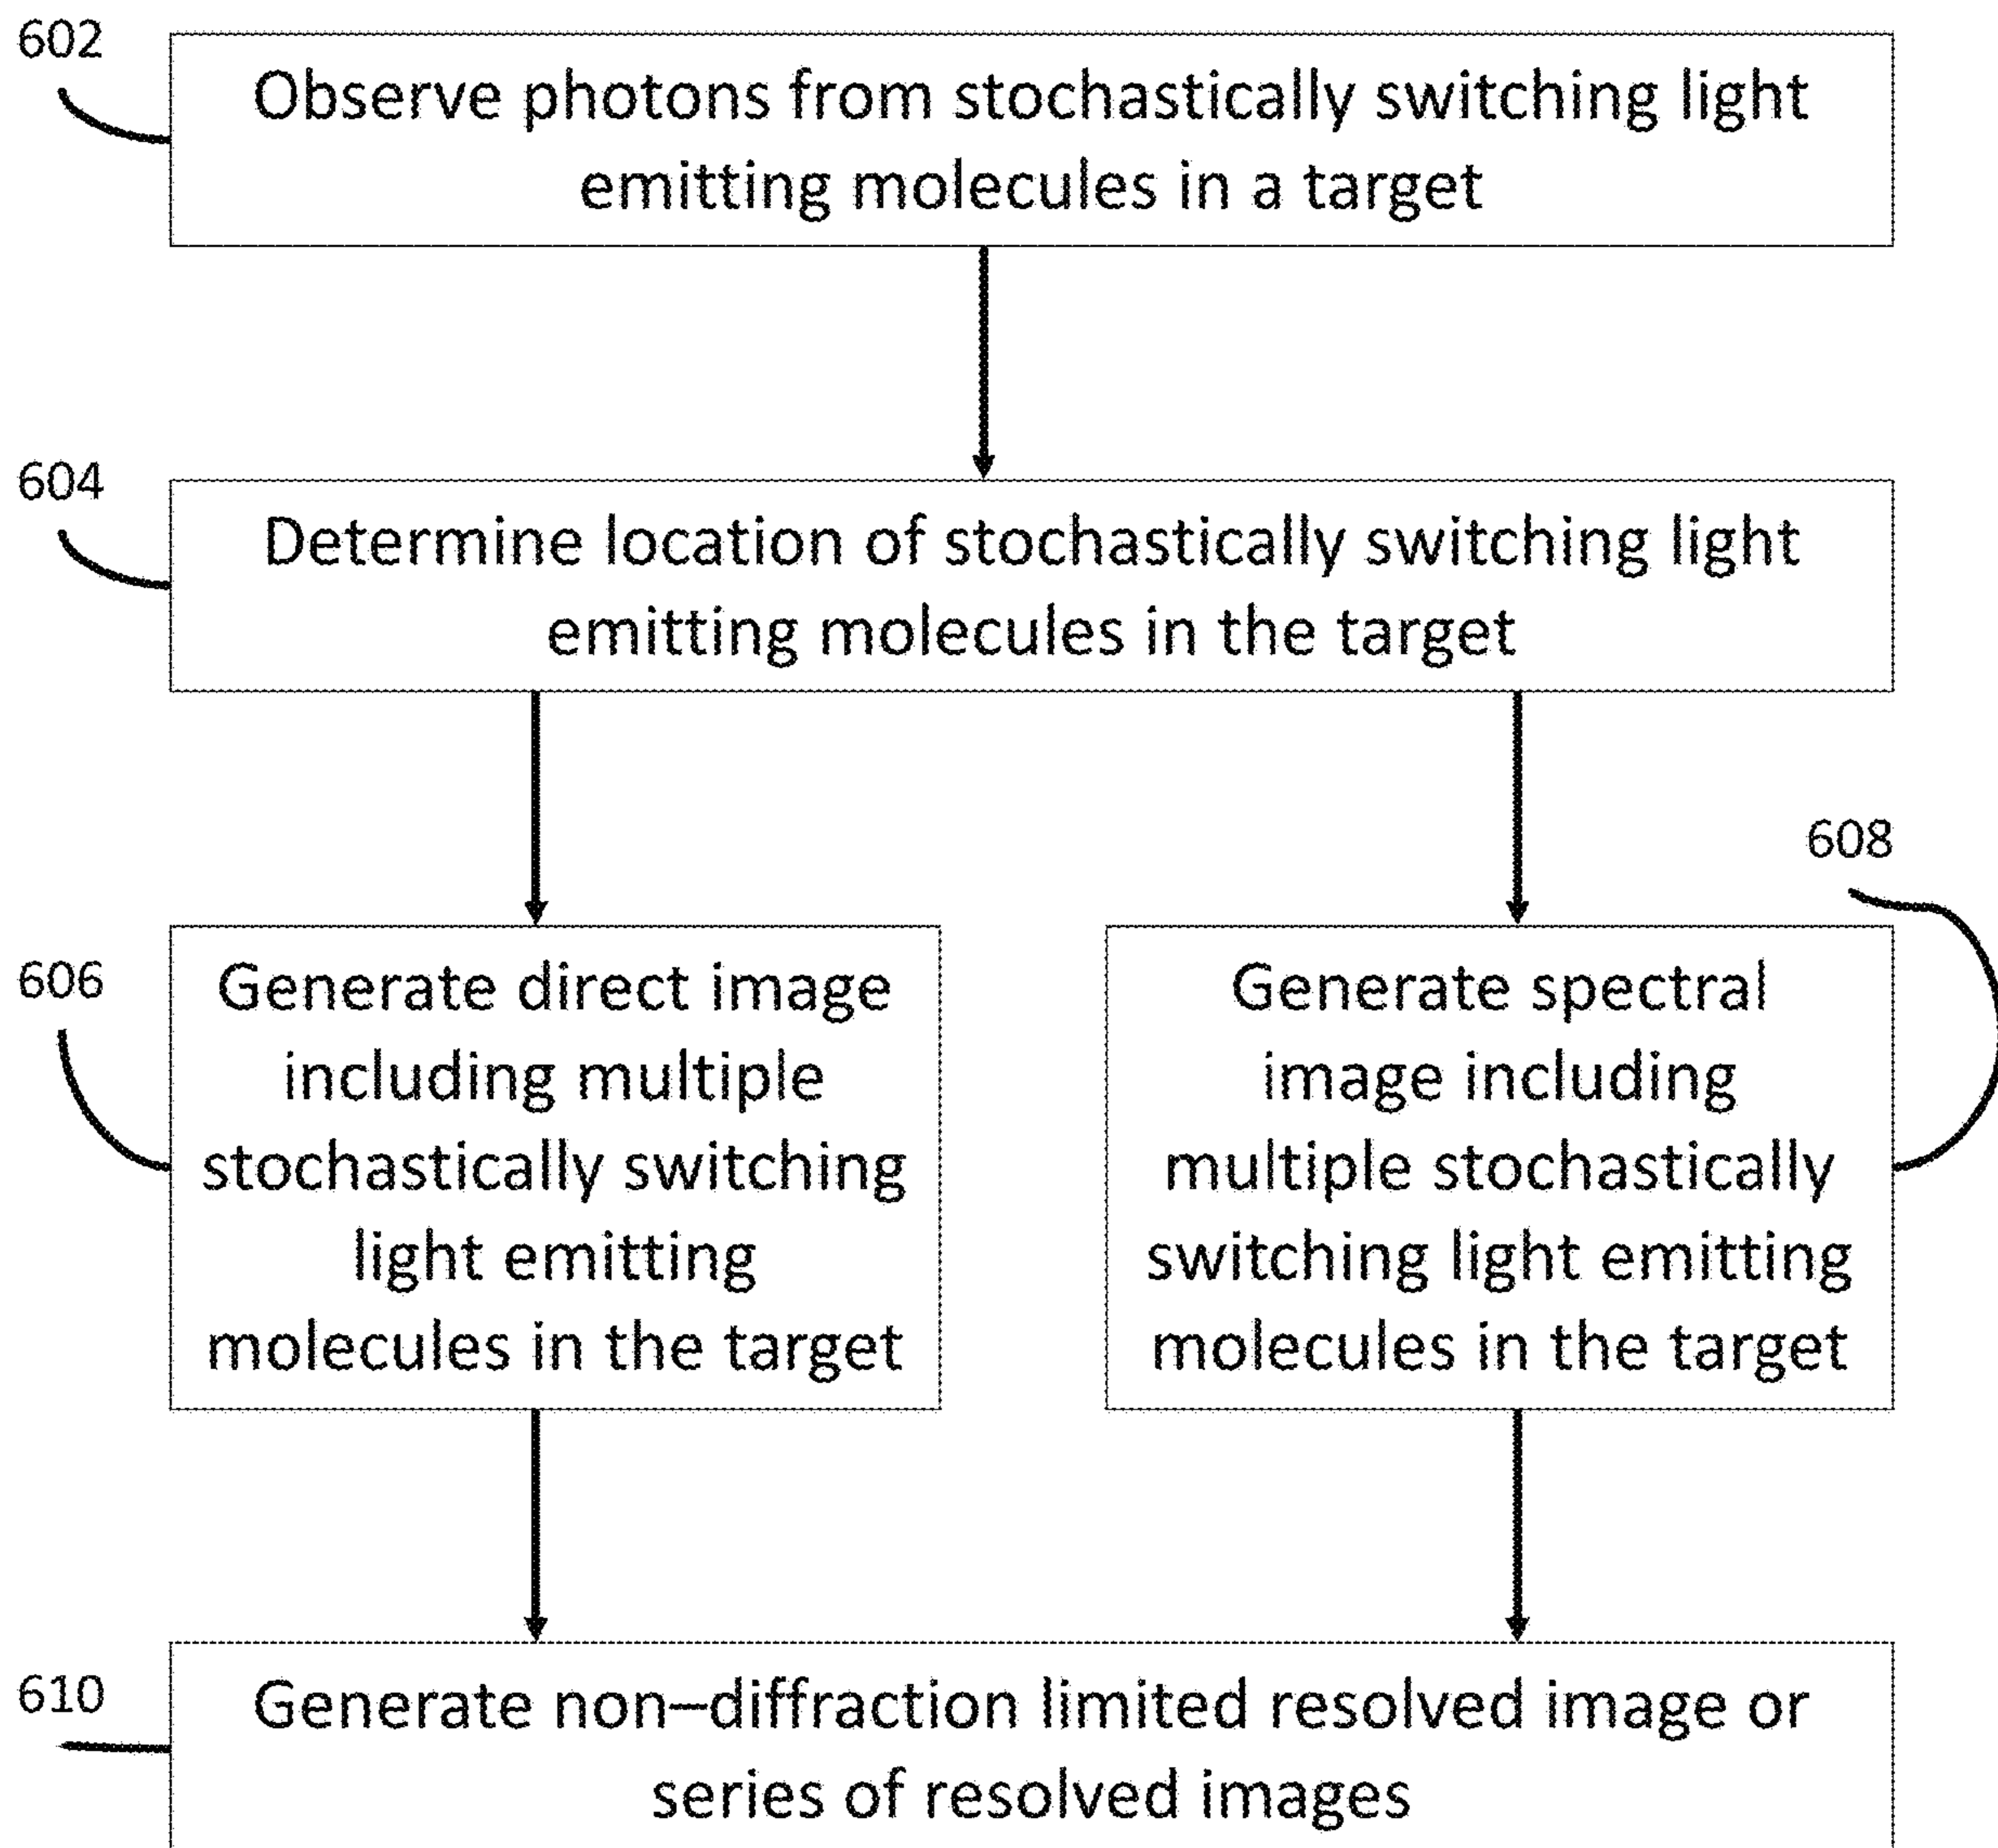 602
Observe photons from stochastically switching light
emitting molecules in a target
604
Determine location of stochastically switching light
emitting molecules in the target
606
Generate direct image
including multiple
stochastically switching
light emitting
molecules in the target
608
Generate spectral
image including
multiple stochastically
switching light emitting
molecules in the target
610
Generate non–diffraction limited resolved image or
series of resolved images